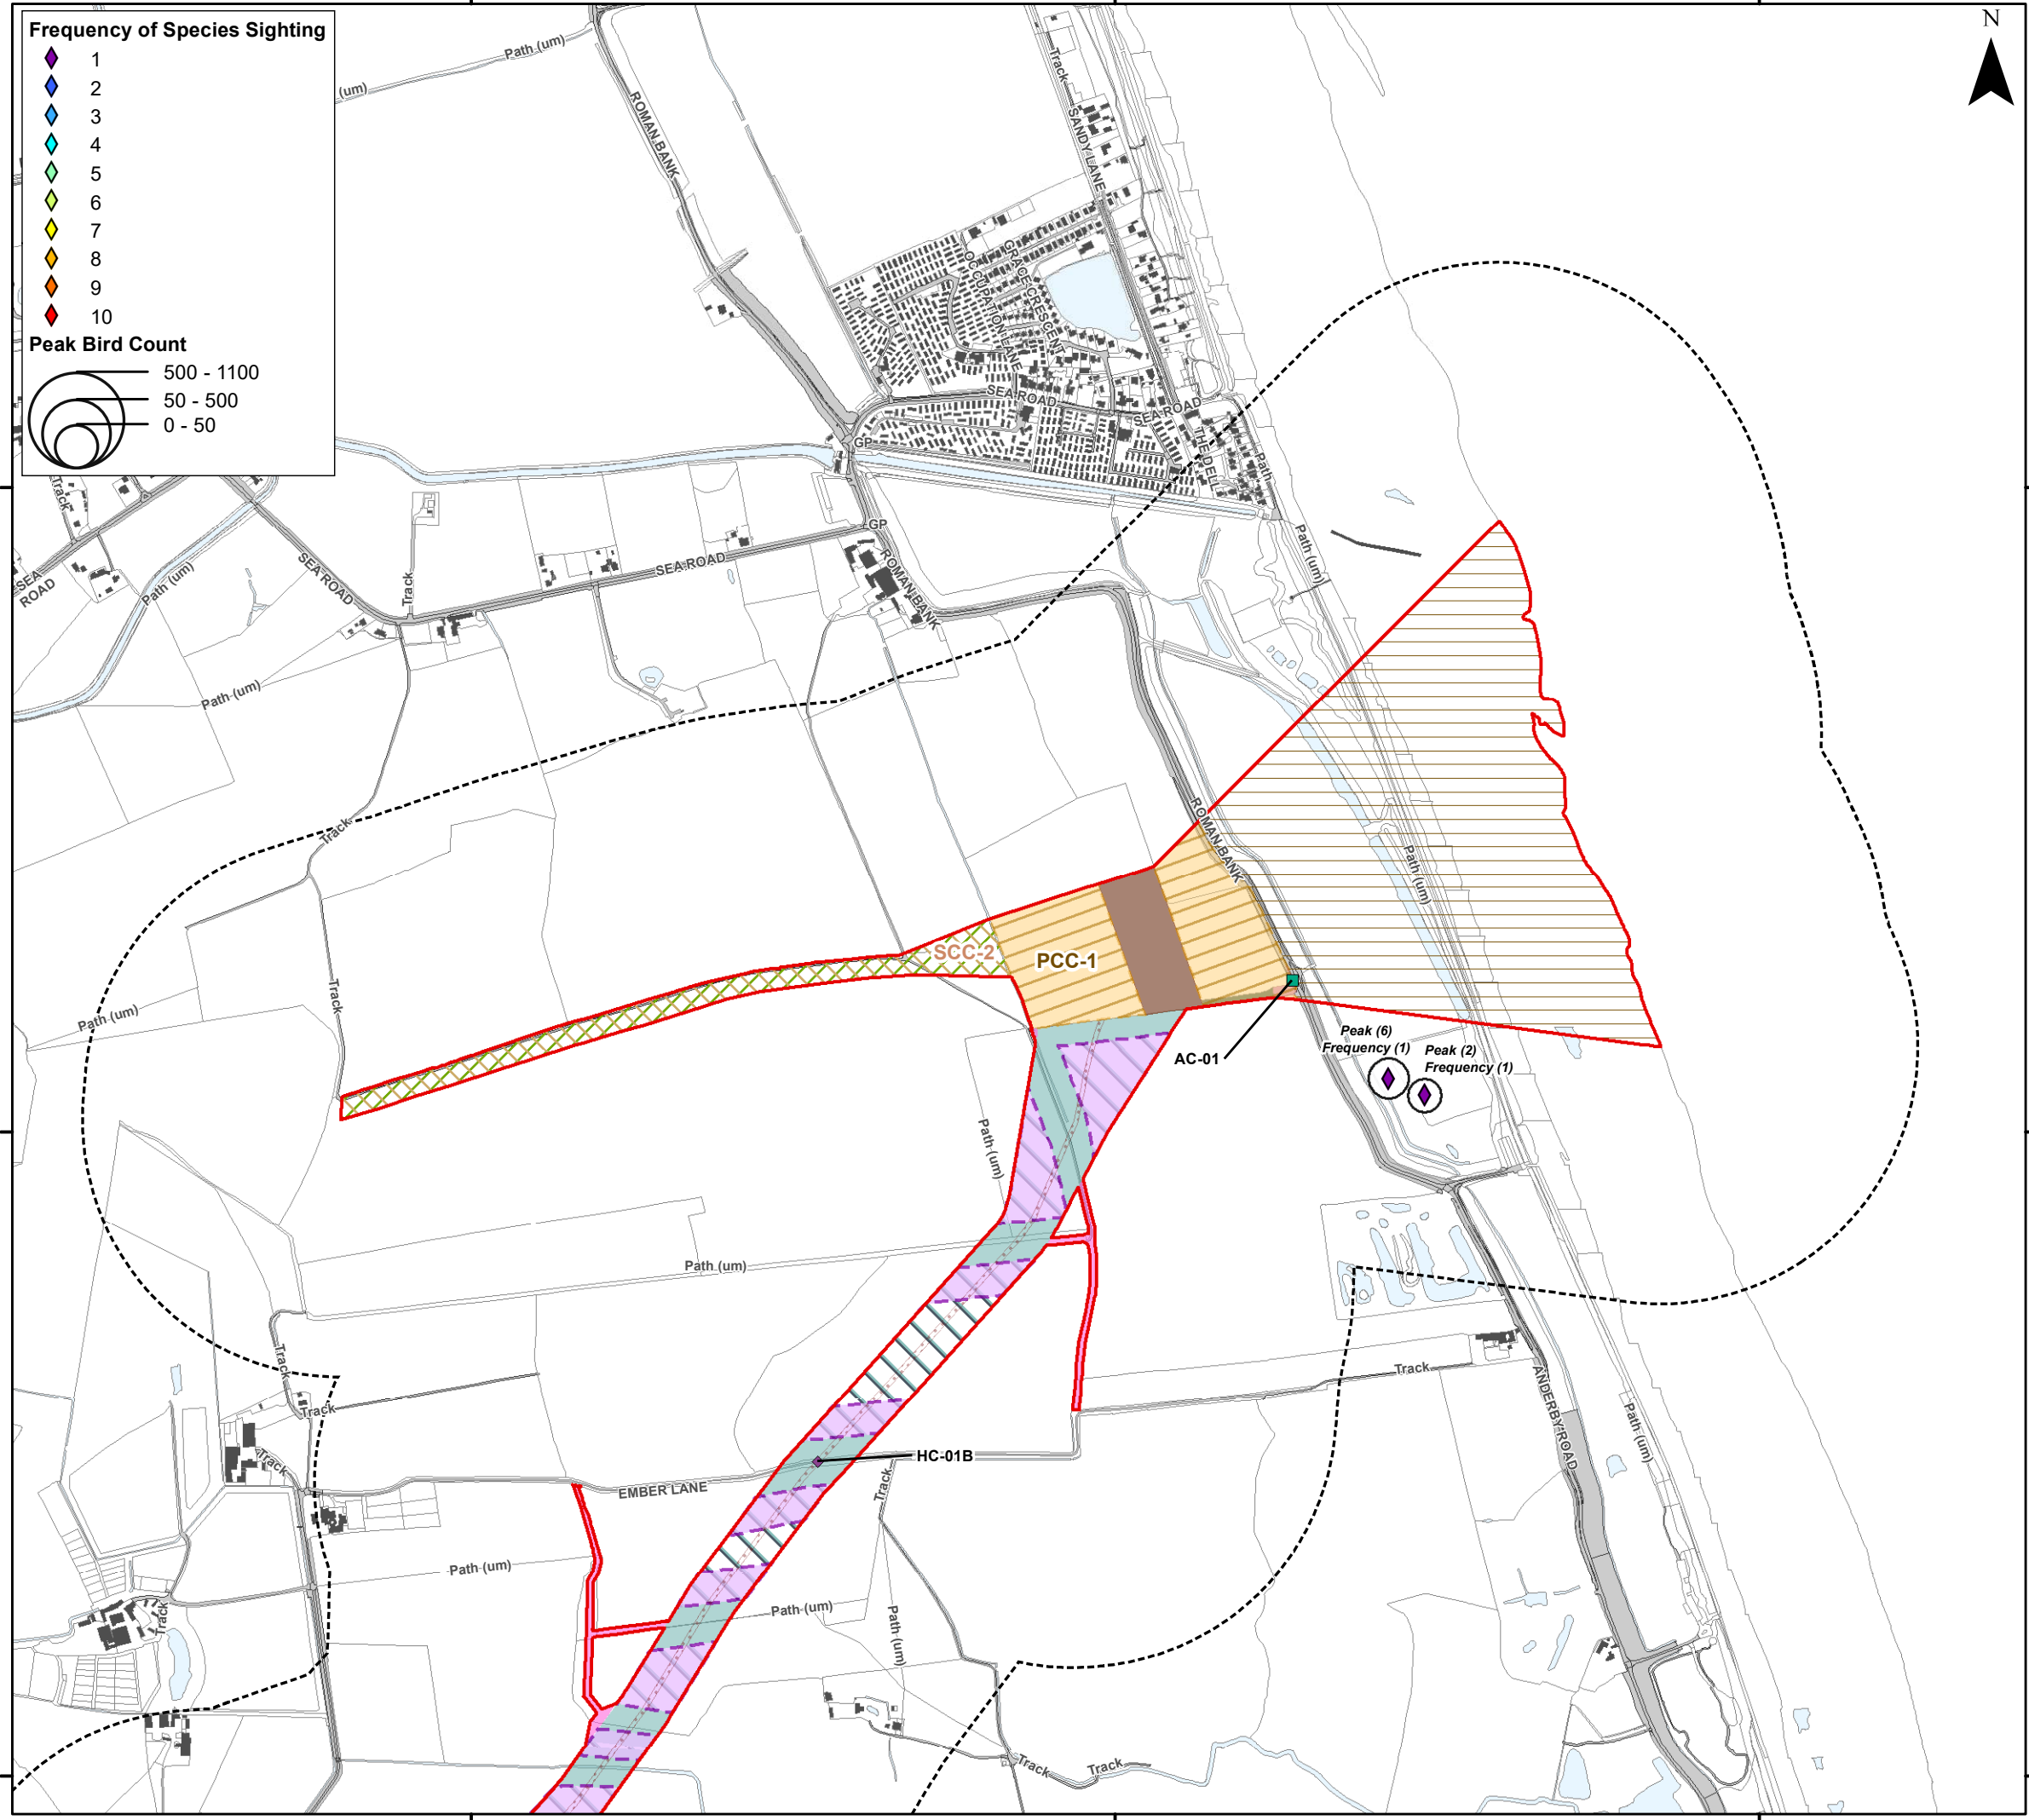 Frequency of Species Sighting
1
2
3
4
5
6
7
8
9
10
Peak Bird Count
500 - 1100
50 - 500
0 - 50
N
Path (um)
(um)
ROMAN BANK
Track
SANDY LANE
GRACE CRESCENT
OCCUPATION LANE
SEA ROAD
SEA ROAD
THE DELL
Path
GP
GP
Track
SEA
ROAD
Path (um)
SEA ROAD
Track
SEA ROAD
ROMAN BANK
Path (um)
Path (um)
Track
ROMAN BANK
Path (um)
SCC-2
PCC-1
Track
Path (um)
AC-01
Peak (6)
Frequency (1)
Peak (2)
Frequency (1)
Path (um)
Path (um)
Track
Track
Track
Track
ANDERBY ROAD
Path (um)
HC-01B
EMBER LANE
Track
Path (um)
Path (um)
Path (um)
Track
Track
Track